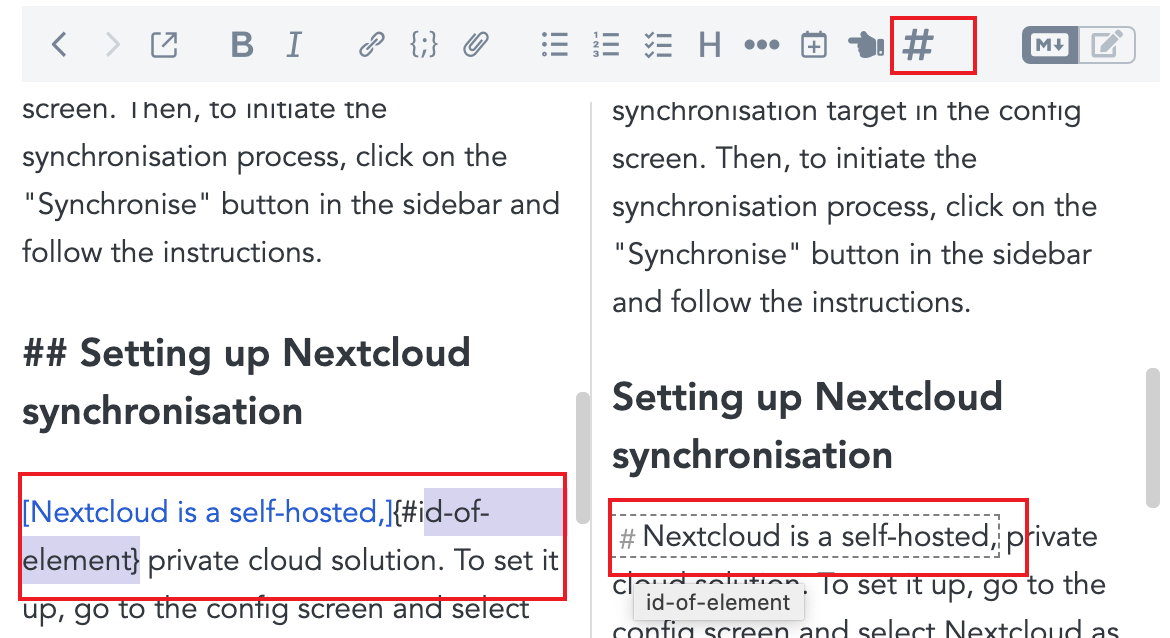 B I {;} H #
M↓
screen. Then, to initiate the
synchronisation process, click on the
"Synchronise" button in the sidebar and
follow the instructions.
## Setting up Nextcloud
synchronisation
[Nextcloud is a self-hosted,]{#id-of-
element} private cloud solution. To set it
up, go to the config screen and select
synchronisation target in the config
screen. Then, to initiate the
synchronisation process, click on the
"Synchronise" button in the sidebar
and follow the instructions.
Setting up Nextcloud
synchronisation
# Nextcloud is a self-hosted, private
cloud solution. To set it up, go to the
id-of-element
config screen and select Nextcloud as